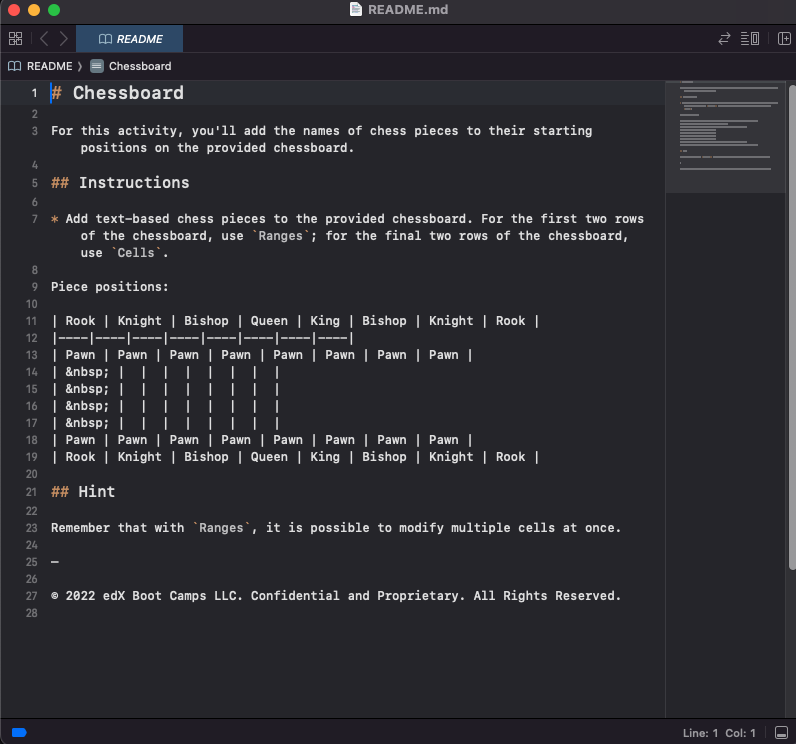 README.md
README
README › Chessboard
1 # Chessboard
2
3 For this activity, you'll add the names of chess pieces to their starting
positions on the provided chessboard.
4
5 ## Instructions
6
7 * Add text-based chess pieces to the provided chessboard. For the first two rows
of the chessboard, use `Ranges`; for the final two rows of the chessboard,
use `Cells`.
8
9 Piece positions:
10
11 | Rook | Knight | Bishop | Queen | King | Bishop | Knight | Rook |
12 |----|----|----|----|----|----|----|----|
13 | Pawn | Pawn | Pawn | Pawn | Pawn | Pawn | Pawn | Pawn |
14 | &nbsp; |  |  |  |  |  |  |  |
15 | &nbsp; |  |  |  |  |  |  |  |
16 | &nbsp; |  |  |  |  |  |  |  |
17 | &nbsp; |  |  |  |  |  |  |  |
18 | Pawn | Pawn | Pawn | Pawn | Pawn | Pawn | Pawn | Pawn |
19 | Rook | Knight | Bishop | Queen | King | Bishop | Knight | Rook |
20
21 ## Hint
22
23 Remember that with `Ranges`, it is possible to modify multiple cells at once.
24
25 —
26
27 © 2022 edX Boot Camps LLC. Confidential and Proprietary. All Rights Reserved.
28
Line: 1 Col: 1